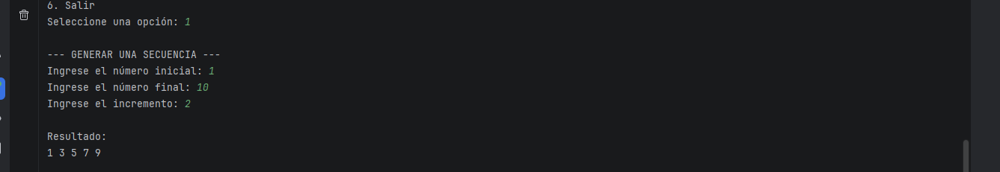 6. Salir
Seleccione una opción: 1
--- GENERAR UNA SECUENCIA ---
Ingrese el número inicial: 1
Ingrese el número final: 10
Ingrese el incremento: 2
Resultado:
1 3 5 7 9